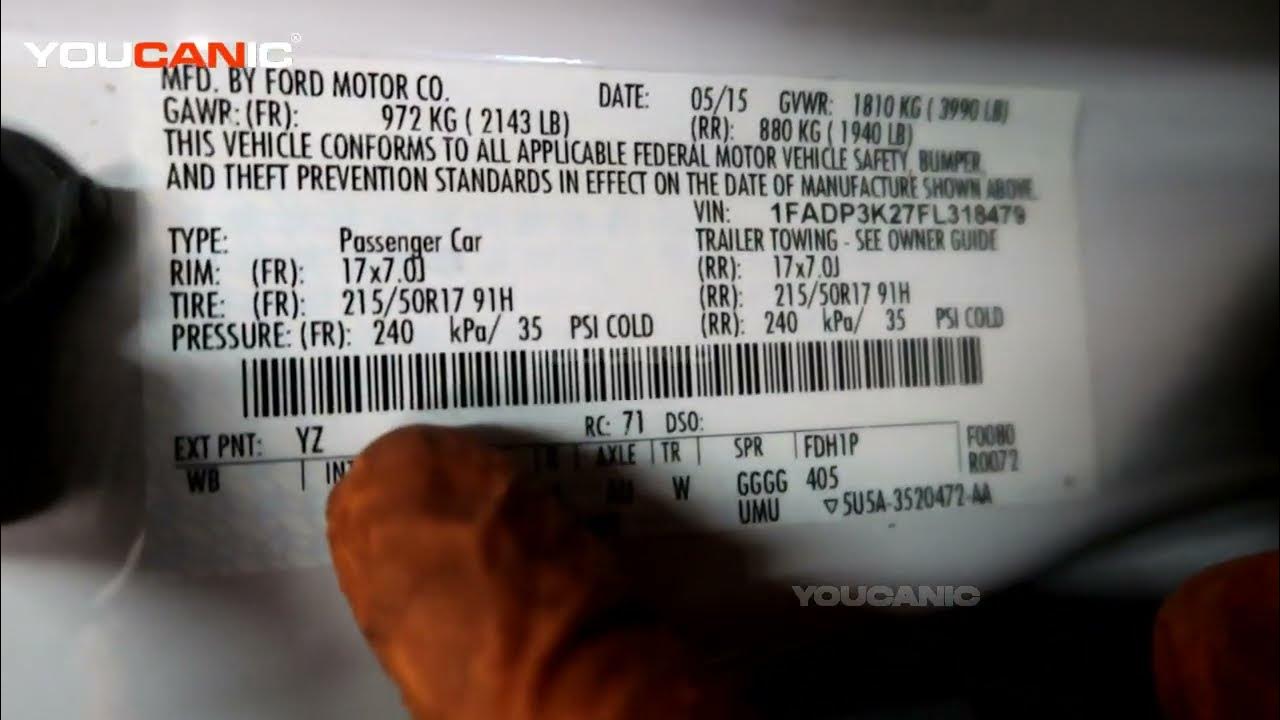 YOUCANIC®
MFD. BY FORD MOTOR CO. DATE: 05/15 GVWR: 1810 KG ( 3990 LB)
GAWR: (FR): 972 KG ( 2143 LB) (RR): 880 KG ( 1940 LB)
THIS VEHICLE CONFORMS TO ALL APPLICABLE FEDERAL MOTOR VEHICLE SAFETY, BUMPER,
AND THEFT PREVENTION STANDARDS IN EFFECT ON THE DATE OF MANUFACTURE SHOWN ABOVE.
VIN: 1FADP3K27FL318479
TYPE: Passenger Car TRAILER TOWING - SEE OWNER GUIDE
RIM: (FR): 17x7.0J (RR): 17x7.0J
TIRE: (FR): 215/50R17 91H (RR): 215/50R17 91H
PRESSURE: (FR): 240 kPa/ 35 PSI COLD (RR): 240 kPa/ 35 PSI COLD
EXT PNT: YZ RC: 71 DSO:
WB AXLE TR SPR FDH1P F0080
W GGGG 405 R0072
UMU ▽5U5A-3520472-AA
YOUCANIC